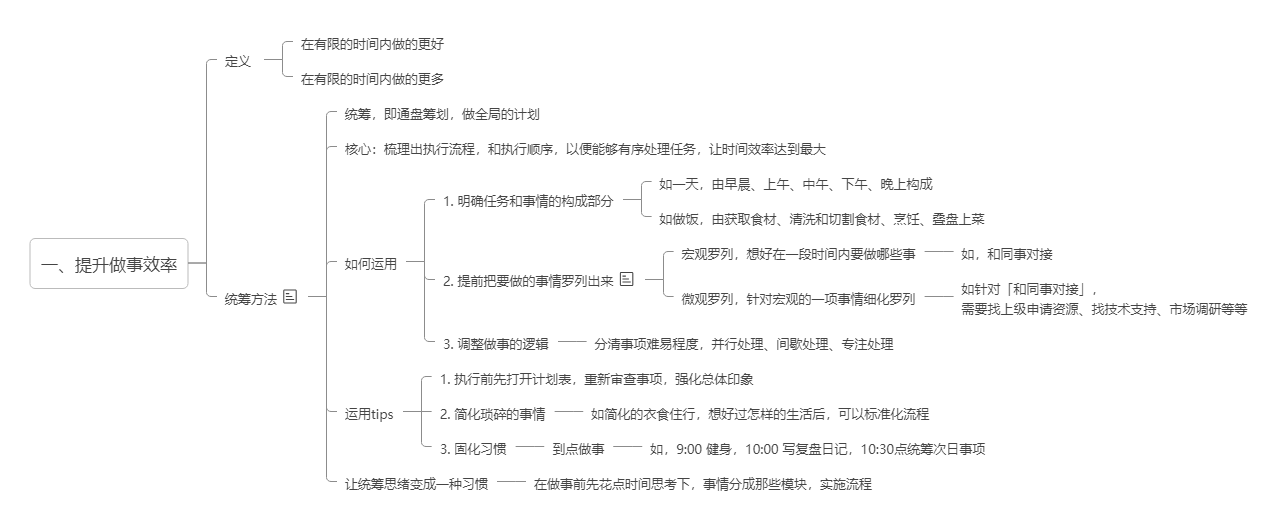 一、提升做事效率
定义
在有限的时间内做的更好
在有限的时间内做的更多
统筹方法
统筹，即通盘筹划，做全局的计划
核心：梳理出执行流程，和执行顺序，以便能够有序处理任务，让时间效率达到最大
如何运用
1. 明确任务和事情的构成部分
如一天，由早晨、上午、中午、下午、晚上构成
如做饭，由获取食材、清洗和切割食材、烹饪、叠盘上菜
2. 提前把要做的事情罗列出来
宏观罗列，想好在一段时间内要做哪些事
如，和同事对接
微观罗列，针对宏观的一项事情细化罗列
如针对「和同事对接」，
需要找上级申请资源、找技术支持、市场调研等等
3. 调整做事的逻辑
分清事项难易程度，并行处理、间歇处理、专注处理
运用tips
1. 执行前先打开计划表，重新审查事项，强化总体印象
2. 简化琐碎的事情
如简化的衣食住行，想好过怎样的生活后，可以标准化流程
3. 固化习惯
到点做事
如，9:00 健身，10:00 写复盘日记，10:30点统筹次日事项
让统筹思绪变成一种习惯
在做事前先花点时间思考下，事情分成那些模块，实施流程